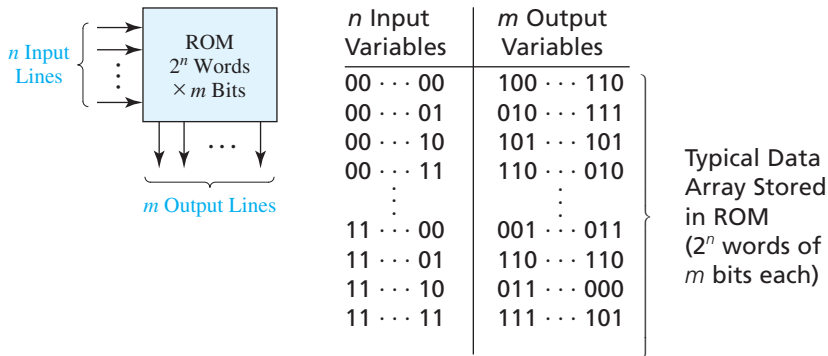 ROM
2ⁿ Words
× m Bits
n Input
Lines
m Output Lines
n Input
Variables
m Output
Variables
00 · · · 00 100 · · · 110
00 · · · 01 010 · · · 111
00 · · · 10 101 · · · 101
00 · · · 11 110 · · · 010
11 · · · 00 001 · · · 011
11 · · · 01 110 · · · 110
11 · · · 10 011 · · · 000
11 · · · 11 111 · · · 101
Typical Data
Array Stored
in ROM
(2ⁿ words of
m bits each)